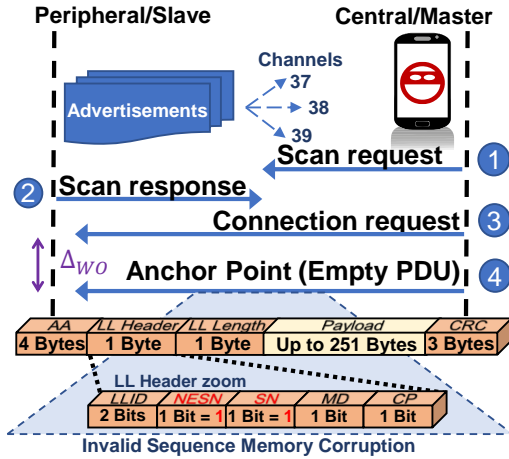 Peripheral/Slave
Central/Master
Channels
37
38
39
Advertisements
1
Scan request
2
Scan response
3
Connection request
Δ_WO
4
Anchor Point (Empty PDU)
AA
LL Header
LL Length
Payload
CRC
4 Bytes
1 Byte
1 Byte
Up to 251 Bytes
3 Bytes
LL Header zoom
LLID
NESN
SN
MD
CP
2 Bits
1 Bit = 1
1 Bit = 1
1 Bit
1 Bit
Invalid Sequence Memory Corruption